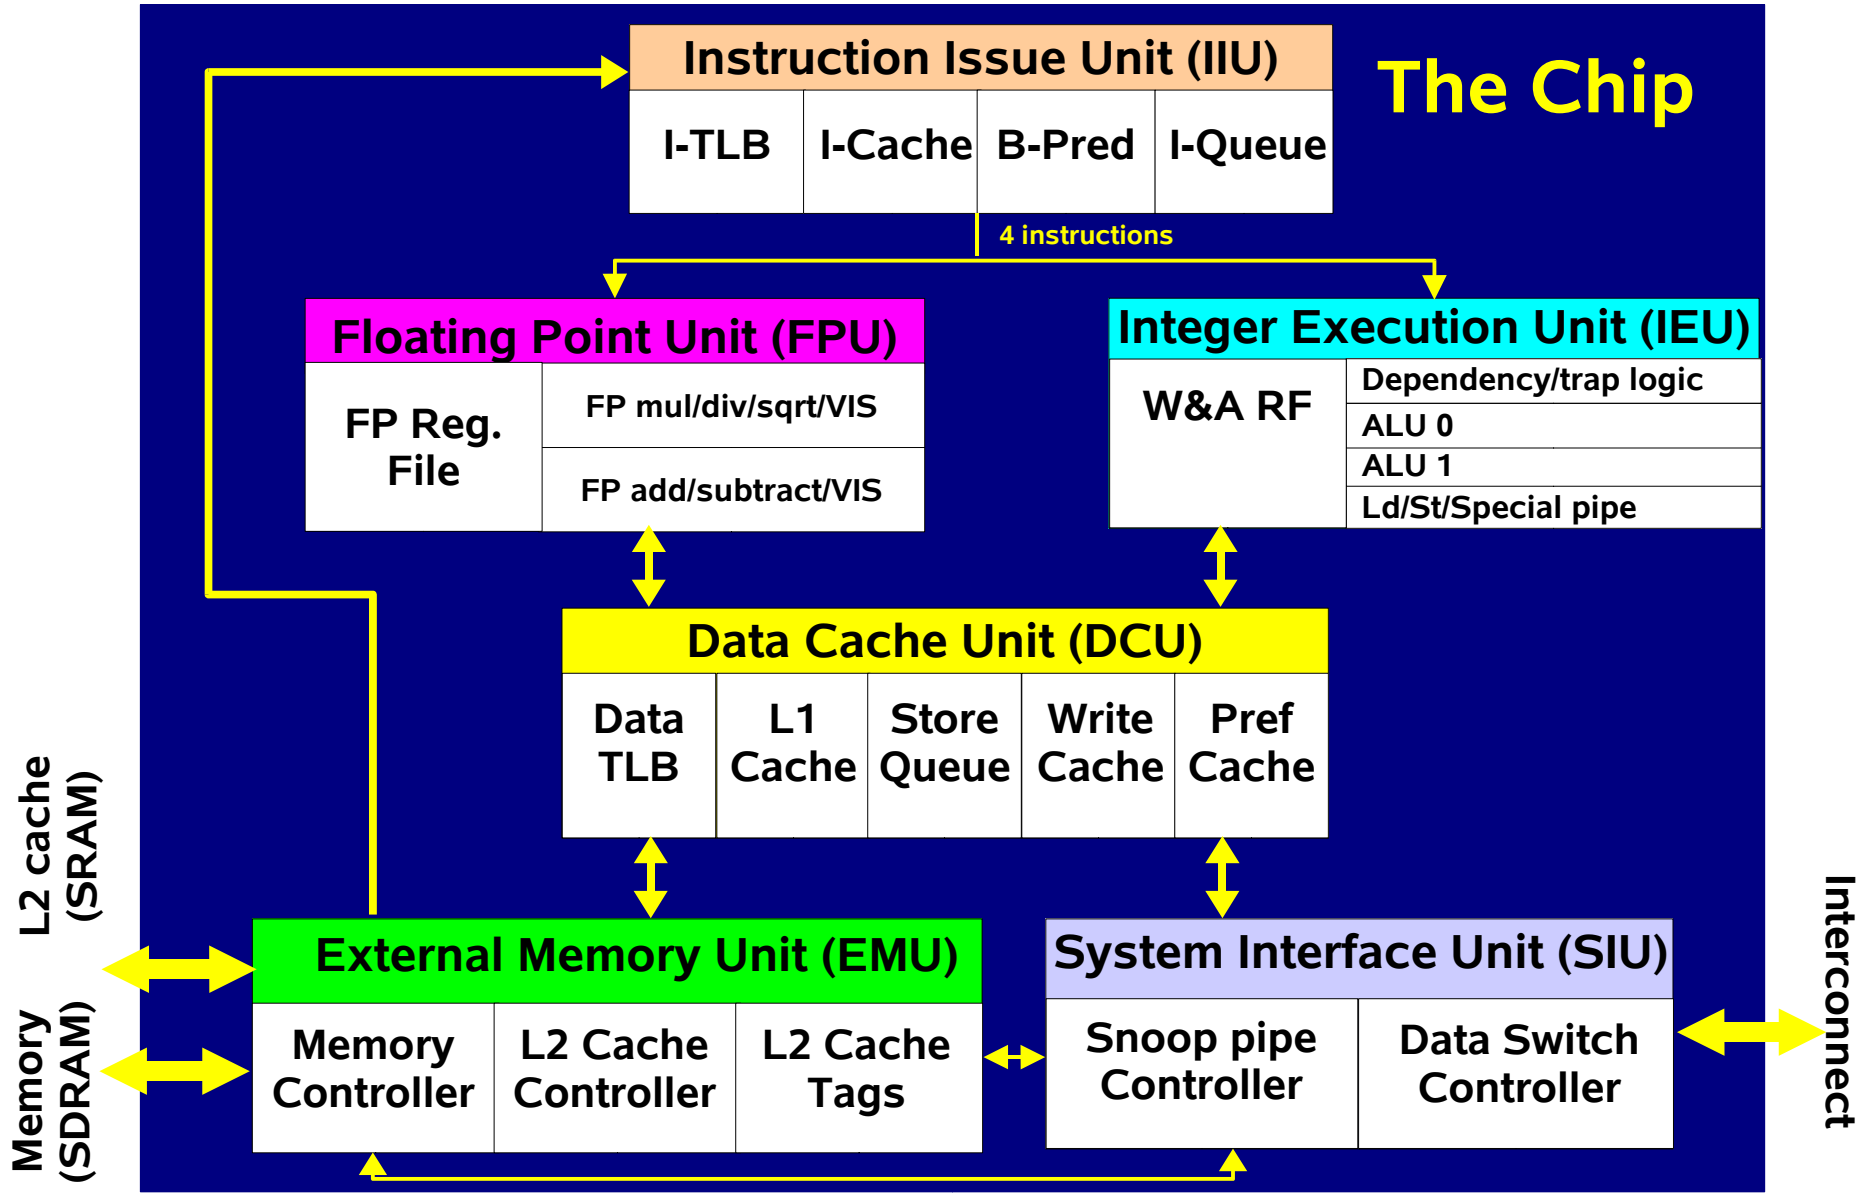 Instruction Issue Unit (IIU)
The Chip
I-TLB
I-Cache
B-Pred
I-Queue
4 instructions
Floating Point Unit (FPU)
FP Reg.
File
FP mul/div/sqrt/VIS
FP add/subtract/VIS
Integer Execution Unit (IEU)
W&A RF
Dependency/trap logic
ALU 0
ALU 1
Ld/St/Special pipe
Data Cache Unit (DCU)
Data
TLB
L1
Cache
Store
Queue
Write
Cache
Pref
Cache
L2 cache
(SRAM)
Memory
(SDRAM)
External Memory Unit (EMU)
Memory
Controller
L2 Cache
Controller
L2 Cache
Tags
System Interface Unit (SIU)
Snoop pipe
Controller
Data Switch
Controller
Interconnect